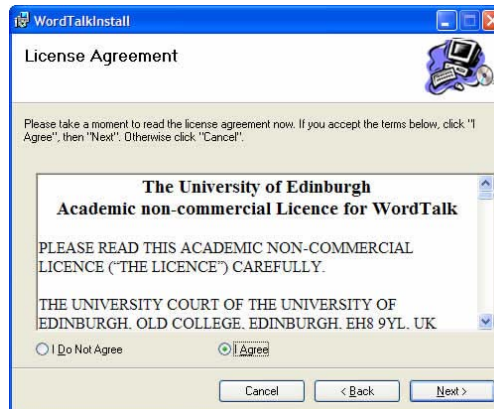 WordTalkInstall
License Agreement
Please take a moment to read the license agreement now. If you accept the terms below, click "I
Agree", then "Next". Otherwise click "Cancel".
The University of Edinburgh
Academic non-commercial Licence for WordTalk
PLEASE READ THIS ACADEMIC NON-COMMERCIAL
LICENCE (“THE LICENCE”) CAREFULLY.
THE UNIVERSITY COURT OF THE UNIVERSITY OF
EDINBURGH, OLD COLLEGE, EDINBURGH, EH8 9YL, UK
I Do Not Agree
I Agree
Cancel
< Back
Next >